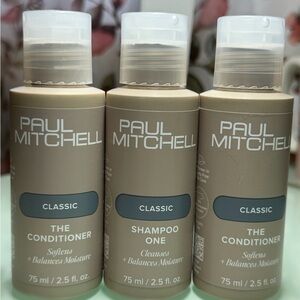 PAUL
MITCHELL
CLASSIC
THE
CONDITIONER
Softens
+ Balances Moisture
75 ml / 2.5 fl. oz.
PAUL
MITCHELL
CLASSIC
SHAMPOO
ONE
Cleanses
+ Balances Moisture
75 ml / 2.5 fl. oz.
PAUL
MITCHELL
CLASSIC
THE
CONDITIONER
Softens
+ Balances Moisture
75 ml / 2.5 fl. oz.